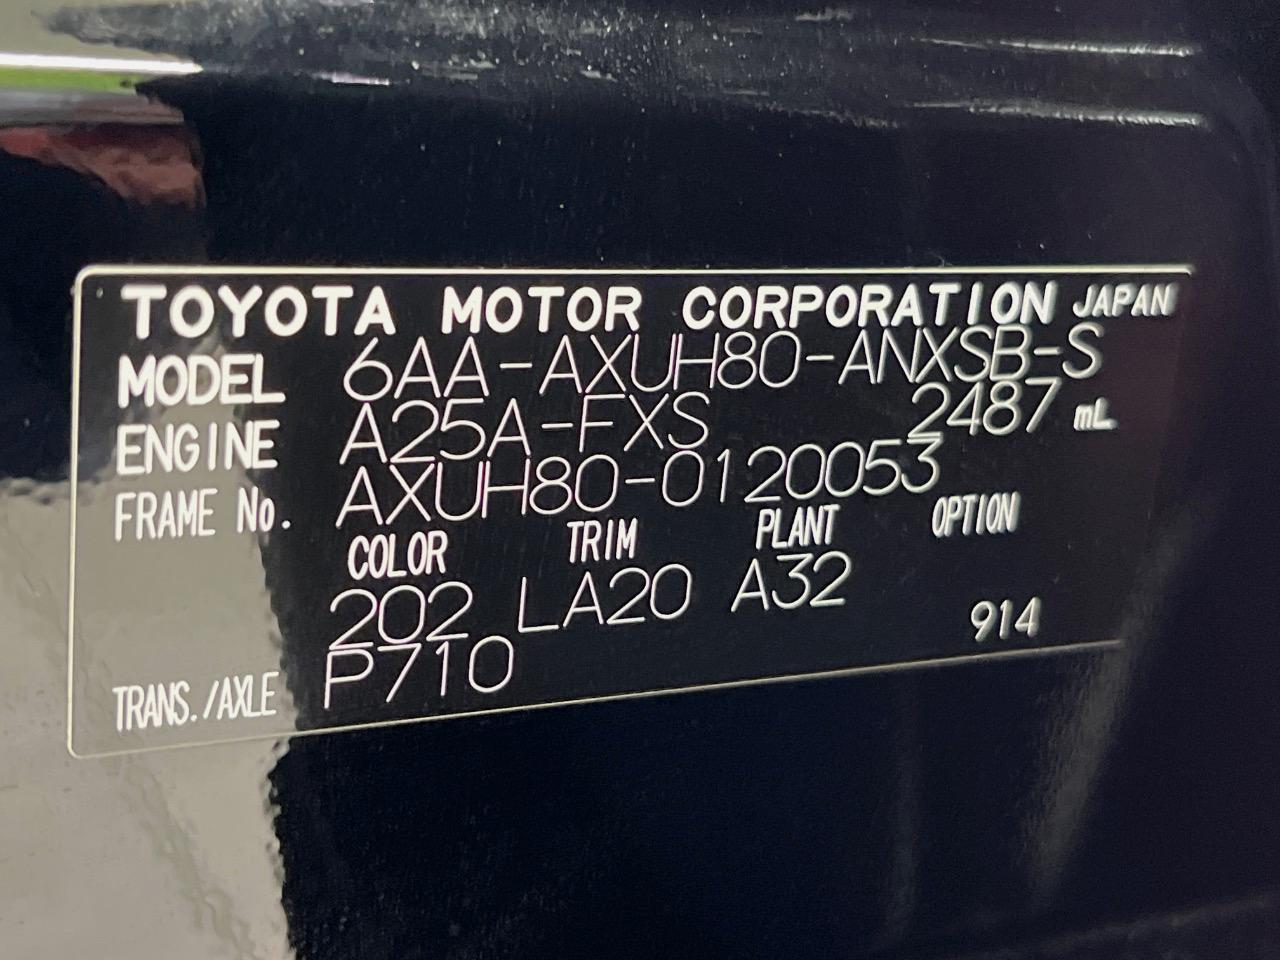 TOYOTA MOTOR CORPORATION JAPAN
MODEL 6AA-AXUH80-ANXSB-S
ENGINE A25A-FXS 2487 mL
FRAME No. AXUH80-0120053
COLOR TRIM PLANT OPTION
202 LA20 A32
TRANS./AXLE P710 914